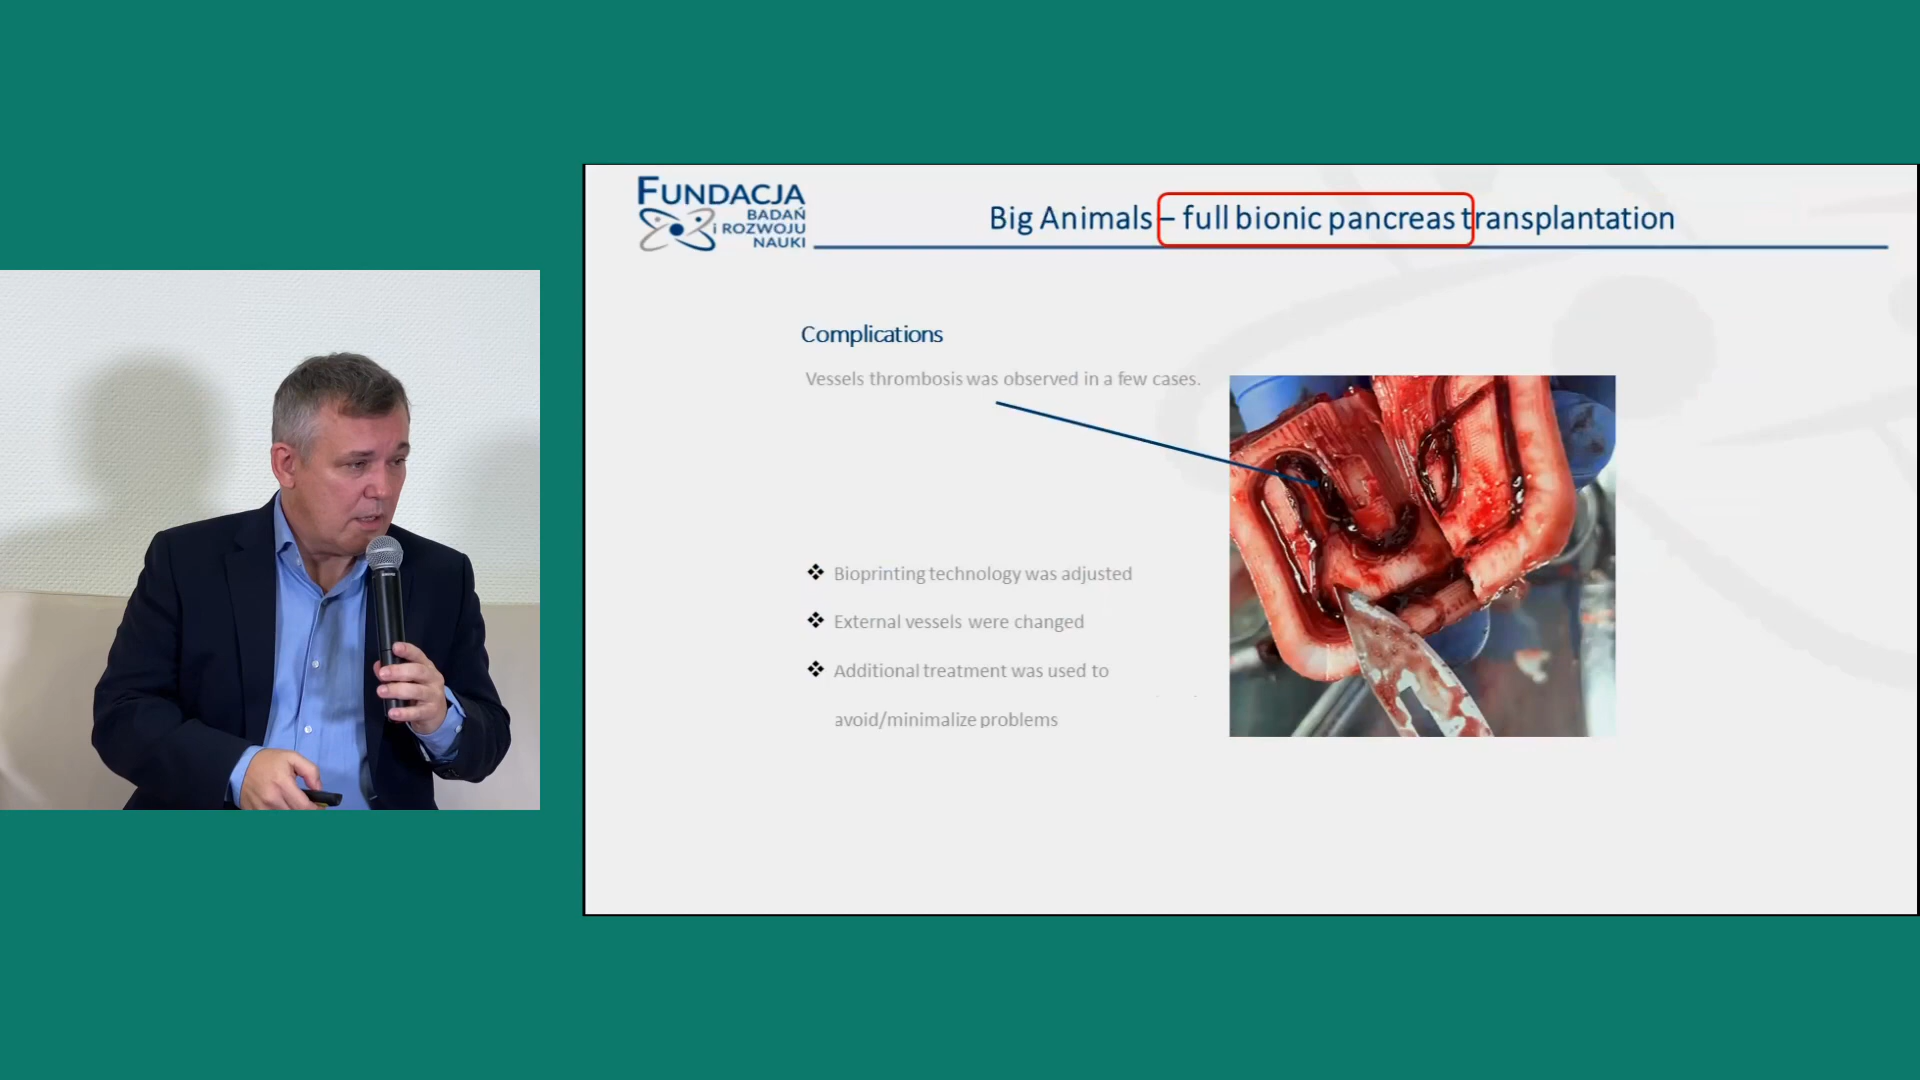 FUNDACJA
BADAŃ
I ROZWOJU
NAUKI
Big Animals – full bionic pancreas transplantation
Complications
Vessels thrombosis was observed in a few cases.
Bioprinting technology was adjusted
External vessels were changed
Additional treatment was used to
avoid/minimalize problems